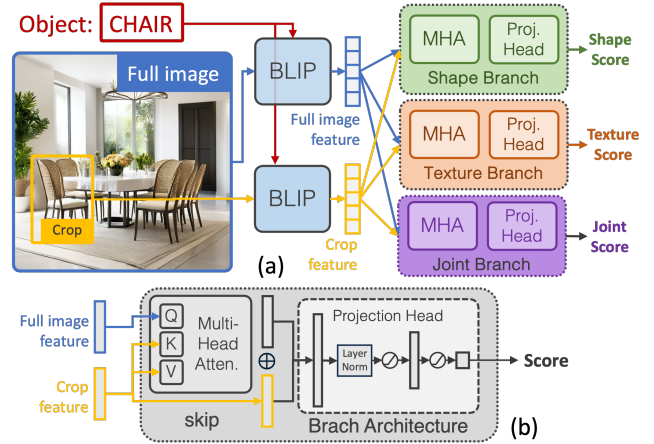 Object: CHAIR
Full image
BLIP
Full image
feature
Crop
BLIP
Crop
feature
(a)
MHA
Proj.
Head
Shape Branch
Shape
Score
MHA
Proj.
Head
Texture Branch
Texture
Score
MHA
Proj.
Head
Joint Branch
Joint
Score
Full image
feature
Crop
feature
Q
K
V
Multi-
Head
Atten.
skip
Projection Head
Layer
Norm
Brach Architecture
Score
(b)